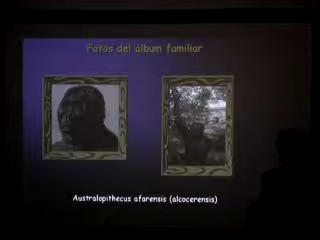 Fotos del álbum familiar
Australopithecus afarensis (alcocerensis)